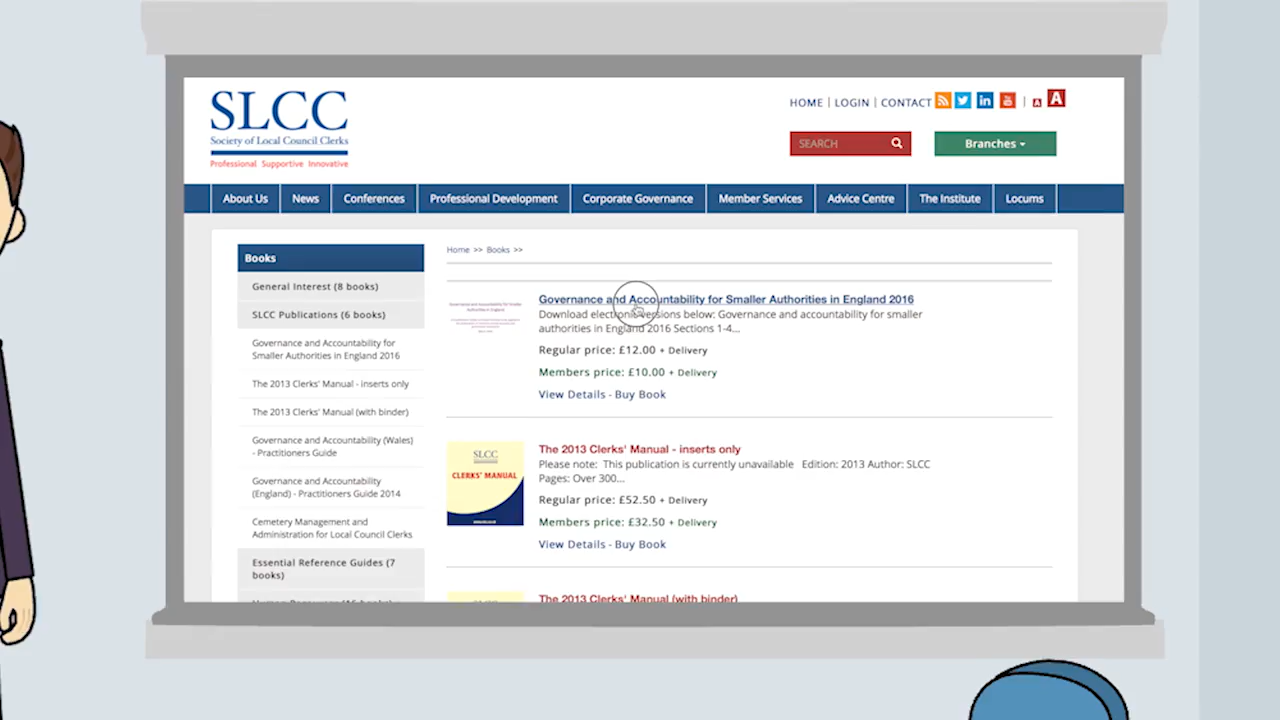 SLCC
Society of Local Council Clerks
Professional Supportive Innovative
HOME | LOGIN | CONTACT
A A
SEARCH
Branches
About Us
News
Conferences
Professional Development
Corporate Governance
Member Services
Advice Centre
The Institute
Locums
Books
General Interest (8 books)
SLCC Publications (6 books)
Governance and Accountability for
Smaller Authorities in England 2016
The 2013 Clerks' Manual - inserts only
The 2013 Clerks' Manual (with binder)
Governance and Accountability (Wales)
- Practitioners Guide
Governance and Accountability
(England) - Practitioners Guide 2014
Cemetery Management and
Administration for Local Council Clerks
Essential Reference Guides (7
books)
Home >> Books >>
Governance and Accountability for Smaller Authorities in England 2016
Download electronic versions below: Governance and accountability for smaller
authorities in England 2016 Sections 1-4...
Regular price: £12.00 + Delivery
Members price: £10.00 + Delivery
View Details - Buy Book
SLCC
CLERKS' MANUAL
The 2013 Clerks' Manual - inserts only
Please note: This publication is currently unavailable Edition: 2013 Author: SLCC
Pages: Over 300...
Regular price: £52.50 + Delivery
Members price: £32.50 + Delivery
View Details - Buy Book
The 2013 Clerks' Manual (with binder)